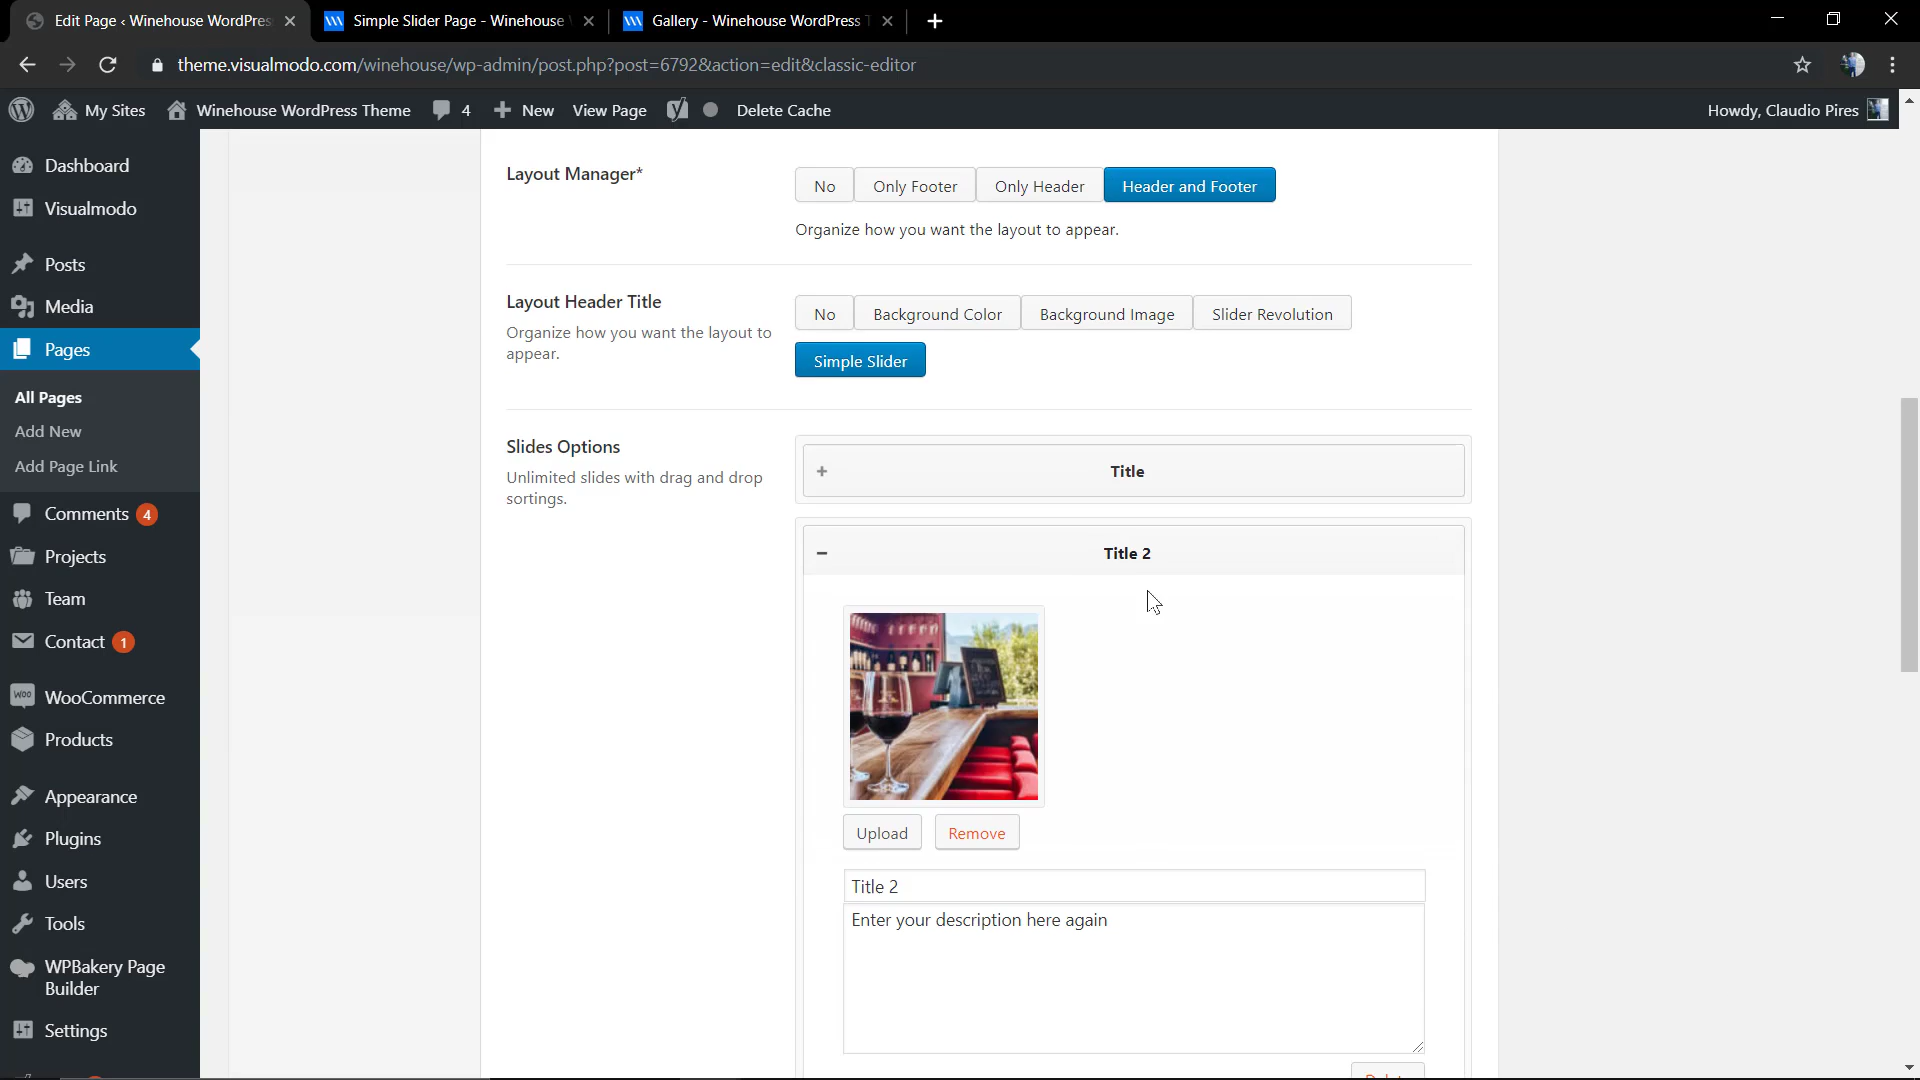 Edit Page ‹ Winehouse WordPres
Simple Slider Page - Winehouse
Gallery - Winehouse WordPress T
theme.visualmodo.com/winehouse/wp-admin/post.php?post=6792&action=edit&classic-editor
My Sites
Winehouse WordPress Theme
4
New
View Page
Delete Cache
Howdy, Claudio Pires
Dashboard
Visualmodo
Posts
Media
Pages
All Pages
Add New
Add Page Link
Comments 4
Projects
Team
Contact 1
WooCommerce
Products
Appearance
Plugins
Users
Tools
WPBakery Page
Builder
Settings
Layout Manager*
No
Only Footer
Only Header
Header and Footer
Organize how you want the layout to appear.
Layout Header Title
Organize how you want the layout to
appear.
No
Background Color
Background Image
Slider Revolution
Simple Slider
Slides Options
Unlimited slides with drag and drop
sortings.
Title
Title 2
Upload
Remove
Title 2
Enter your description here again